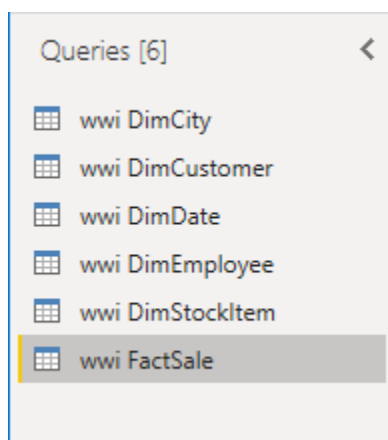 Queries [6]
wwi DimCity
wwi DimCustomer
wwi DimDate
wwi DimEmployee
wwi DimStockItem
wwi FactSale